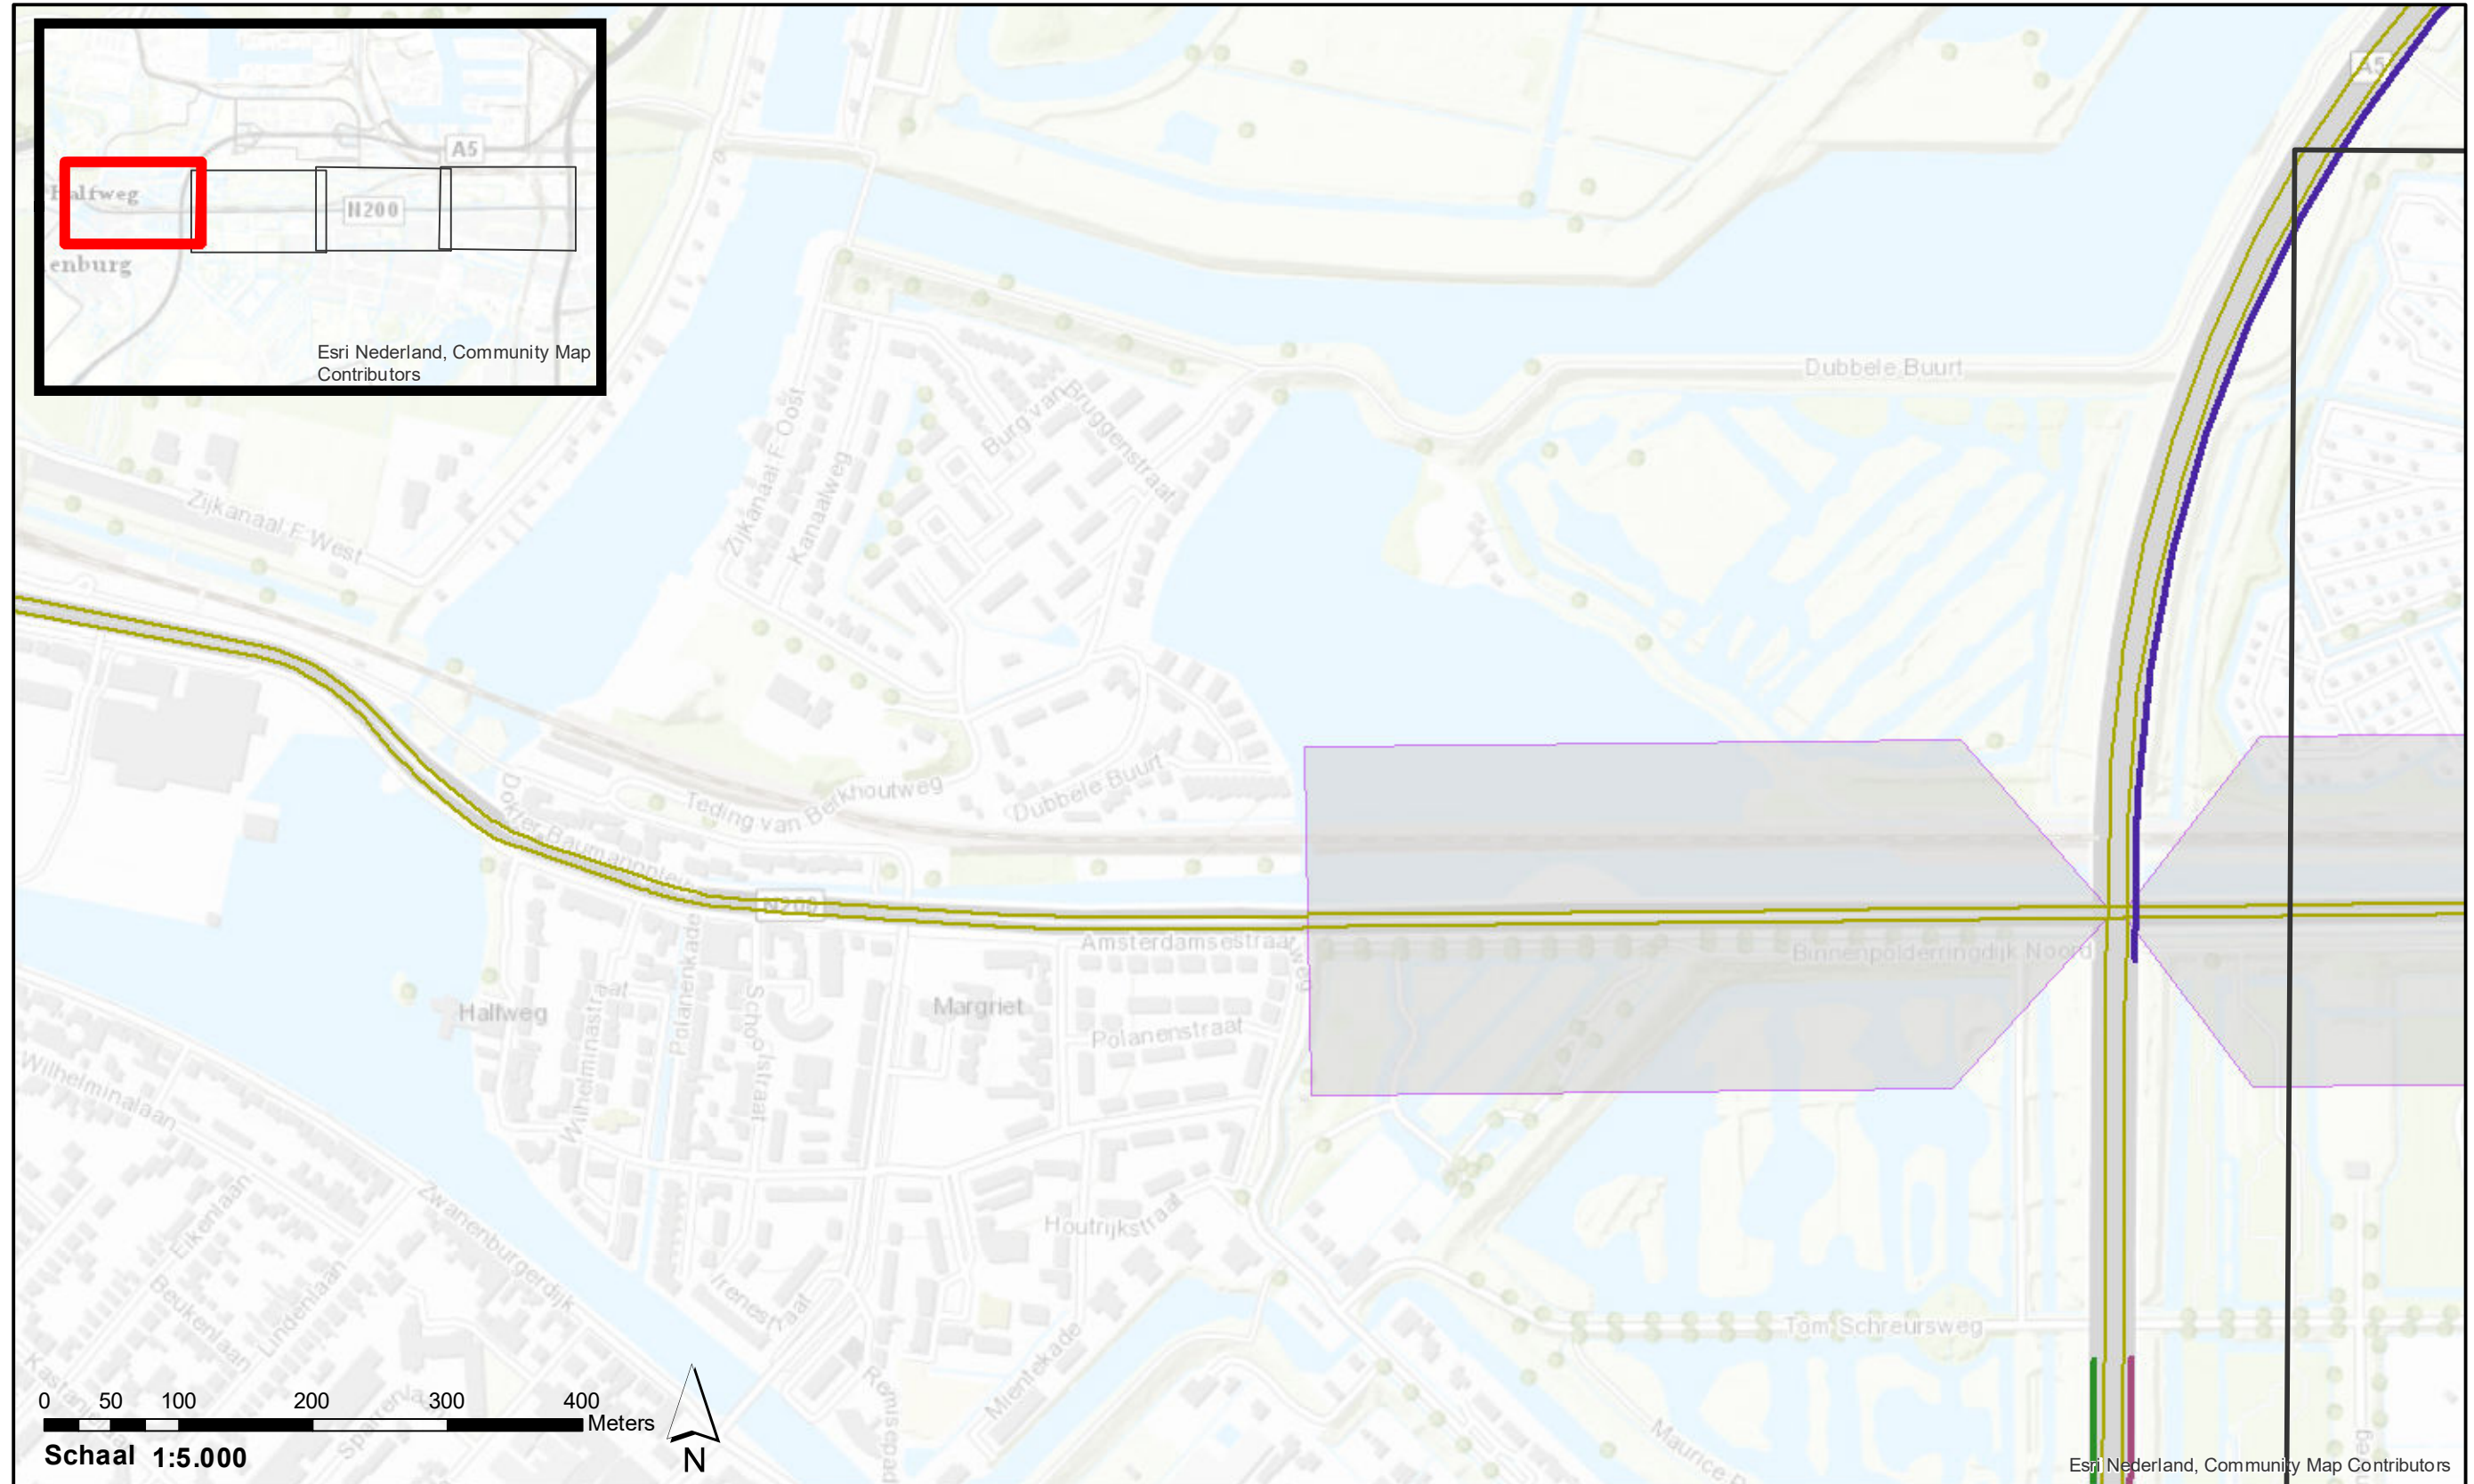 A5
Halfweg
N200
enburg
Esri Nederland, Community Map
Contributors
A5
Dubbele Buurt
Burg van
Bruggenstraat
Zijkanaal F Oost
Kanaalweg
Zijkanaal F West
Dokter Baumannplein
Teding van Berkhoutweg
Dubbele Buurt
N200
Amsterdamsestraatweg
Binnenpolderringdijk Noord
Halfweg
Margriet
Polanenstraat
Polanenkade
Schoolstraat
Wilhelminastraat
Wilhelminalaan
Zwanenburgerdijk
Eikenlaan
Beukenlaan
Lindenlaan
Houtrijkstraat
Irenestraat
Mientekade
Remisepad
Tom Schreursweg
0 50 100 200 300 400
Meters
Schaal 1:5.000
N
Esri Nederland, Community Map Contributors